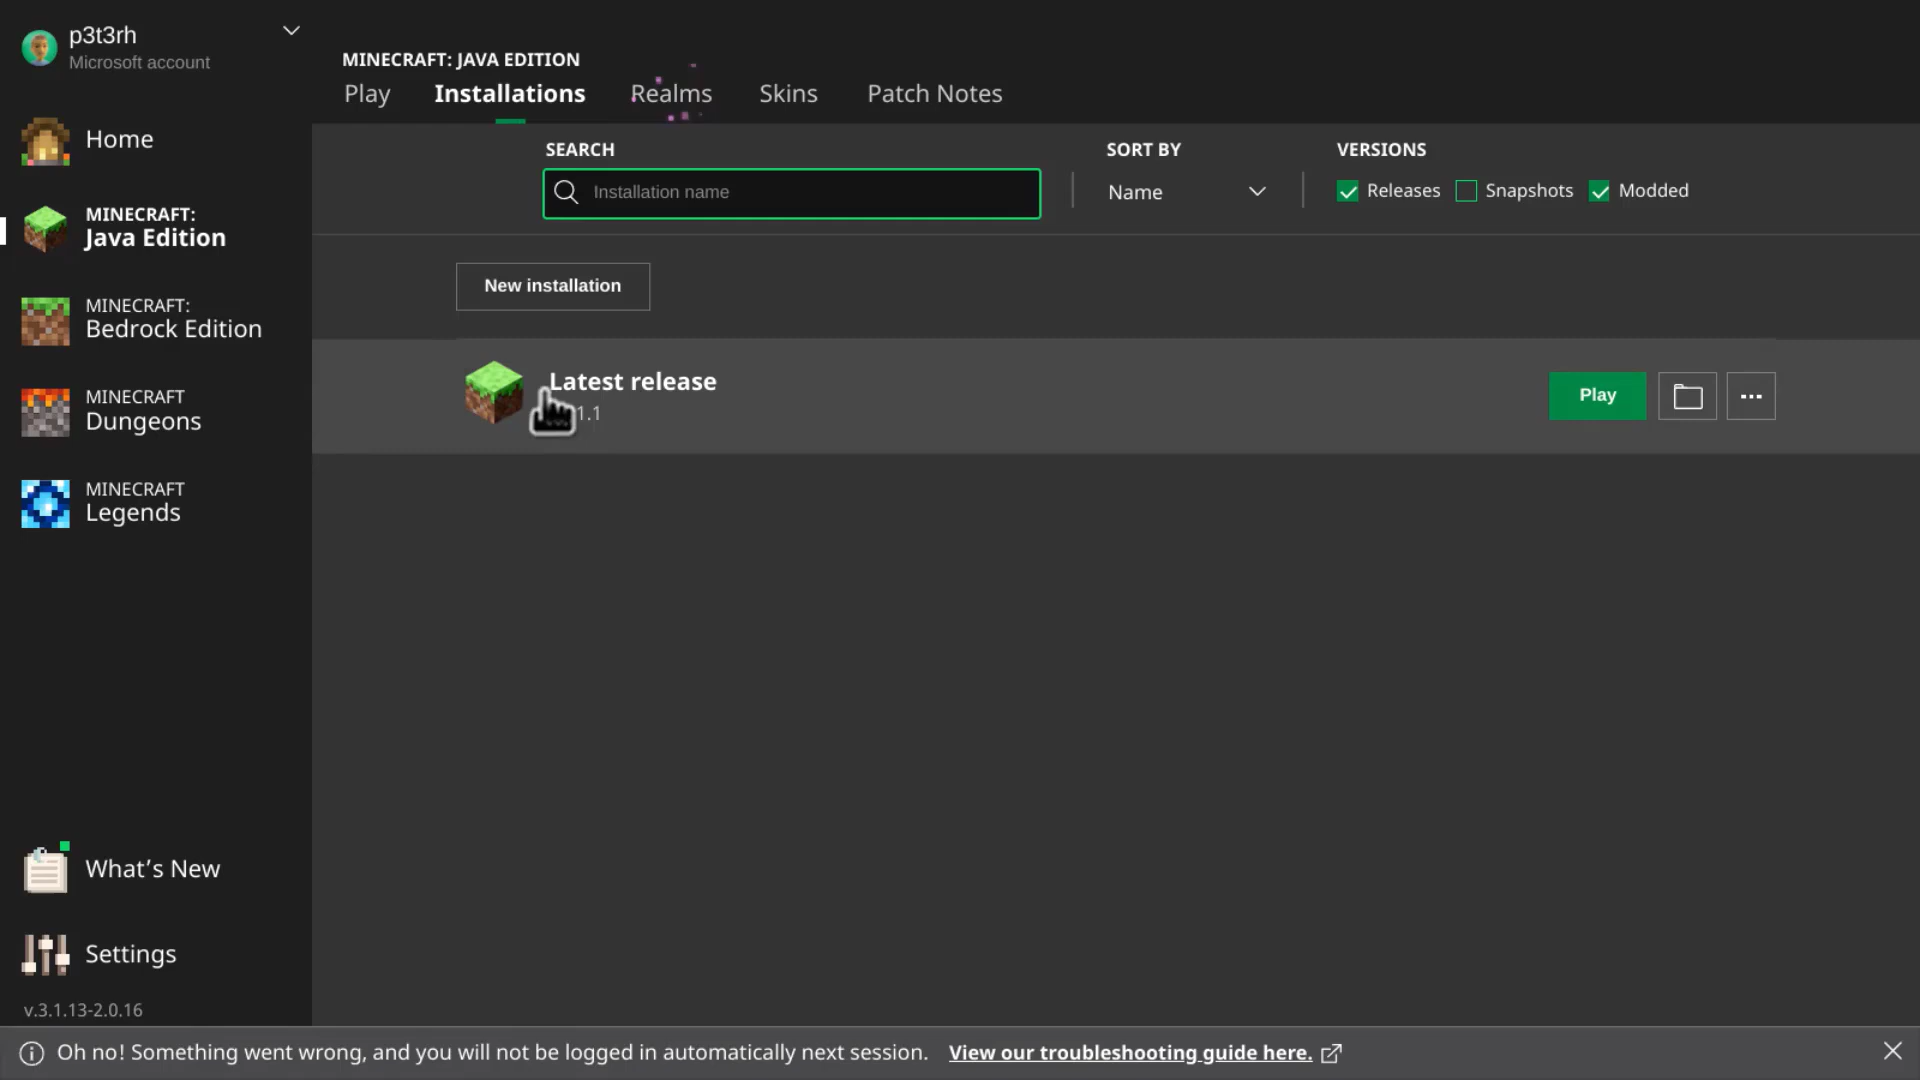 p3t3rh
Microsoft account
MINECRAFT: JAVA EDITION
Play Installations Realms Skins Patch Notes
Home
MINECRAFT:
Java Edition
MINECRAFT:
Bedrock Edition
MINECRAFT
Dungeons
MINECRAFT
Legends
What's New
Settings
v.3.1.13-2.0.16
SEARCH
Installation name
SORT BY
Name
VERSIONS
Releases Snapshots Modded
New installation
Latest release
1.1
Play
Oh no! Something went wrong, and you will not be logged in automatically next session. View our troubleshooting guide here.